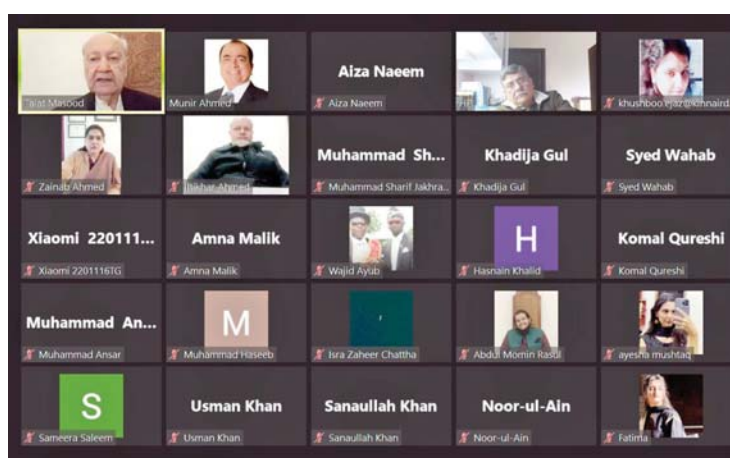 Talat Masood
Munir Ahmed
Aiza Naeem
Aiza Naeem
HP
khushboo.ejaz@kinnaird.
Zainab Ahmed
Iftikhar Ahmed
Muhammad Sh...
Muhammad Sharif Jakhra...
Khadija Gul
Khadija Gul
Syed Wahab
Syed Wahab
Xiaomi 220111...
Xiaomi 2201116TG
Amna Malik
Amna Malik
Wajid Ayub
H
Hasnain Khalid
Komal Qureshi
Komal Qureshi
Muhammad An...
Muhammad Ansar
M
Muhammad Haseeb
Isra Zaheer Chattha
Abdul Momin Rasul
ayesha mushtaq
S
Sameera Saleem
Usman Khan
Usman Khan
Sanaullah Khan
Sanaullah Khan
Noor-ul-Ain
Noor-ul-Ain
Fatima